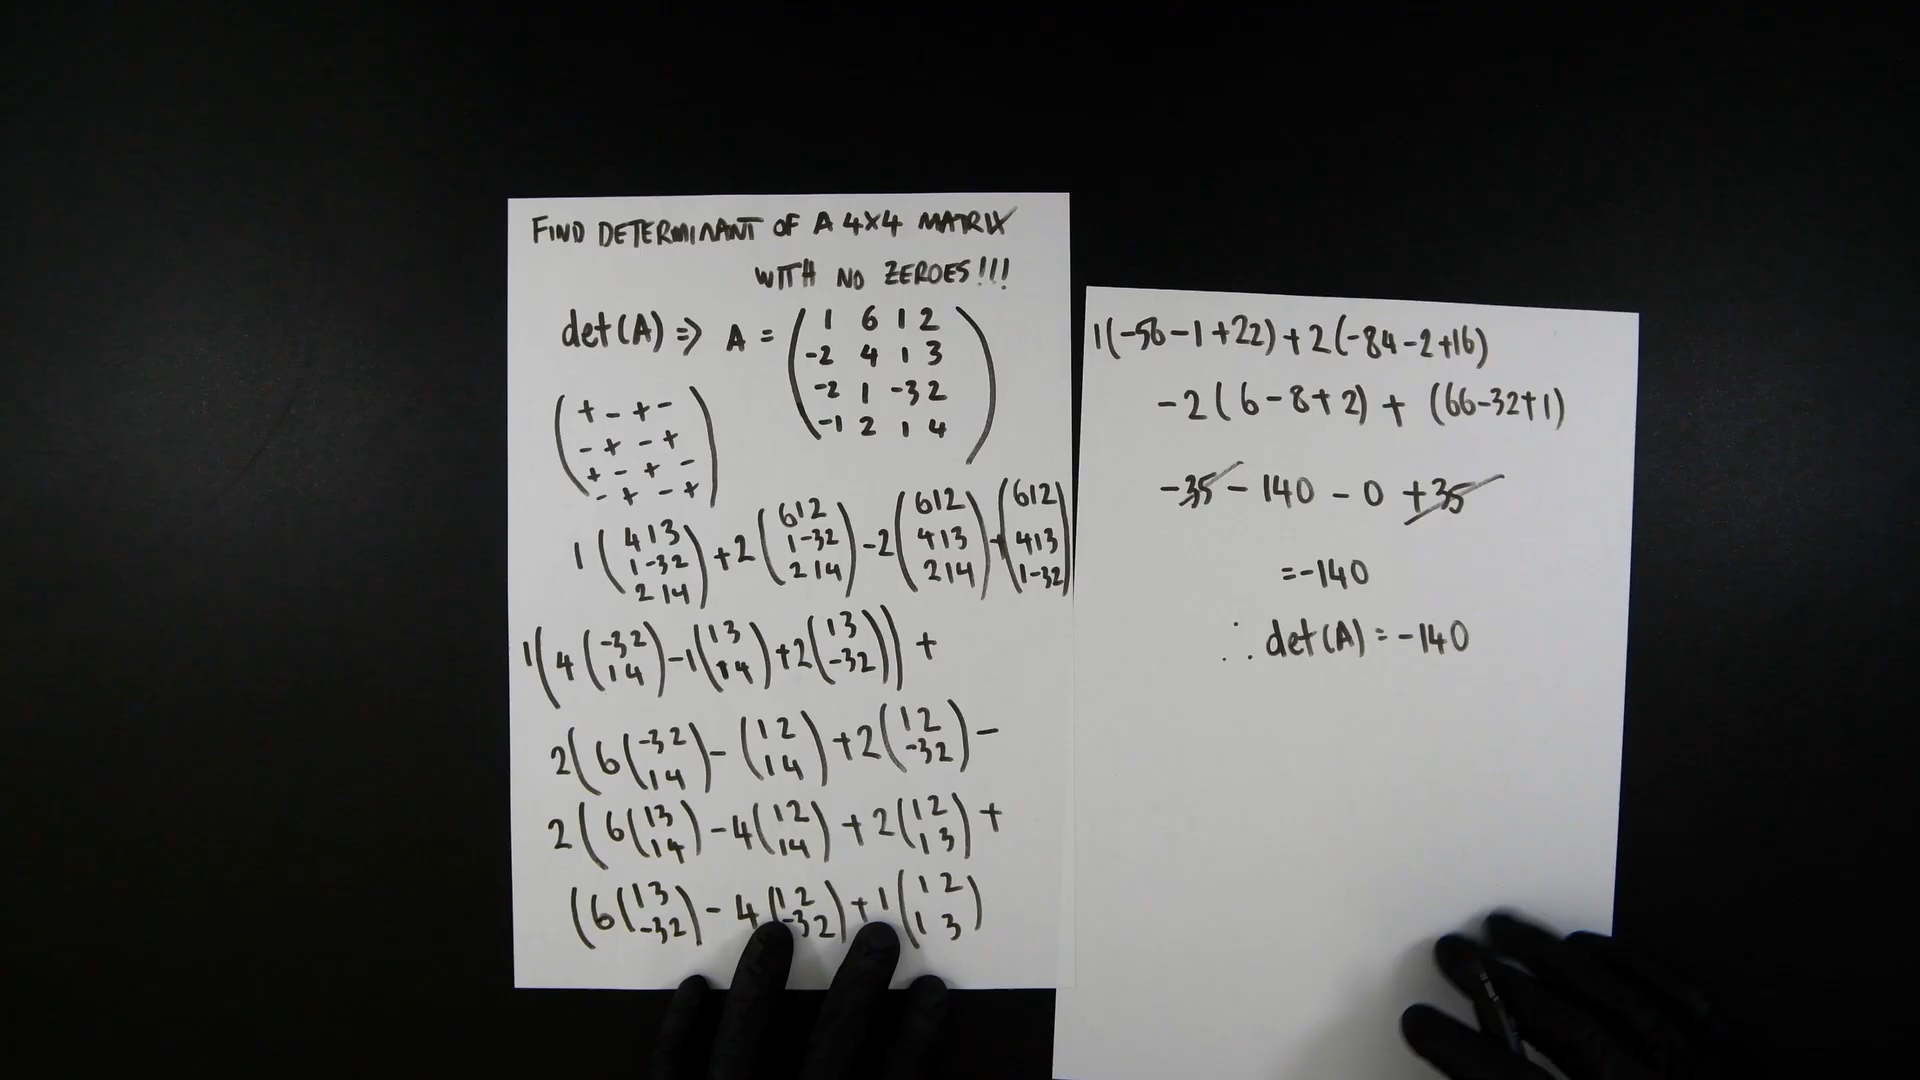 FIND DETERMINANT OF A 4X4 MATRIX
WITH NO ZEROES!!!
det(A) => A =
1 6 1 2
-2 4 1 3
-2 1 -3 2
-1 2 1 4
+ - + -
- + - +
+ - + -
- + - +
1 ( 4 1 3 ) +2 ( 6 1 2 ) -2 ( 6 1 2 ) + ( 6 1 2 )
1 -3 2 1 -3 2 4 1 3 4 1 3
2 1 4 2 1 4 2 1 4 1 -3 2
1( 4 ( -3 2 ) -1 ( 1 3 ) +2 ( 1 3 )) +
1 4 1 4 -3 2
2( 6 ( -3 2 ) - ( 1 2 ) +2 ( 1 2 ) -
1 4 1 4 -3 2
2 ( 6 ( 1 3 ) -4 ( 1 2 ) + 2 ( 1 2 ) +
1 4 1 4 1 3
( 6 ( 1 3 ) - 4 ( 1 2 ) +1 ( 1 2 )
-3 2 -3 2 1 3
1(-56-1+22)+2(-84-2+16)
-2(6-8+2) + (66-32+1)
-35 - 140 - 0 +35
=-140
∴ det(A) = -140